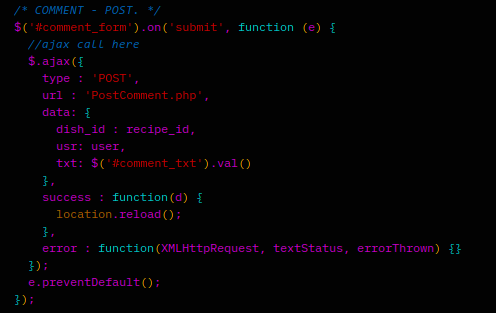 /* COMMENT - POST. */
$('#comment_form').on('submit', function (e) {
  //ajax call here
  $.ajax({
    type : 'POST',
    url : 'PostComment.php',
    data: {
      dish_id : recipe_id,
      usr: user,
      txt: $('#comment_txt').val()
    },
    success : function(d) {
      location.reload();
    },
    error : function(XMLHttpRequest, textStatus, errorThrown) {}
  });
  e.preventDefault();
});